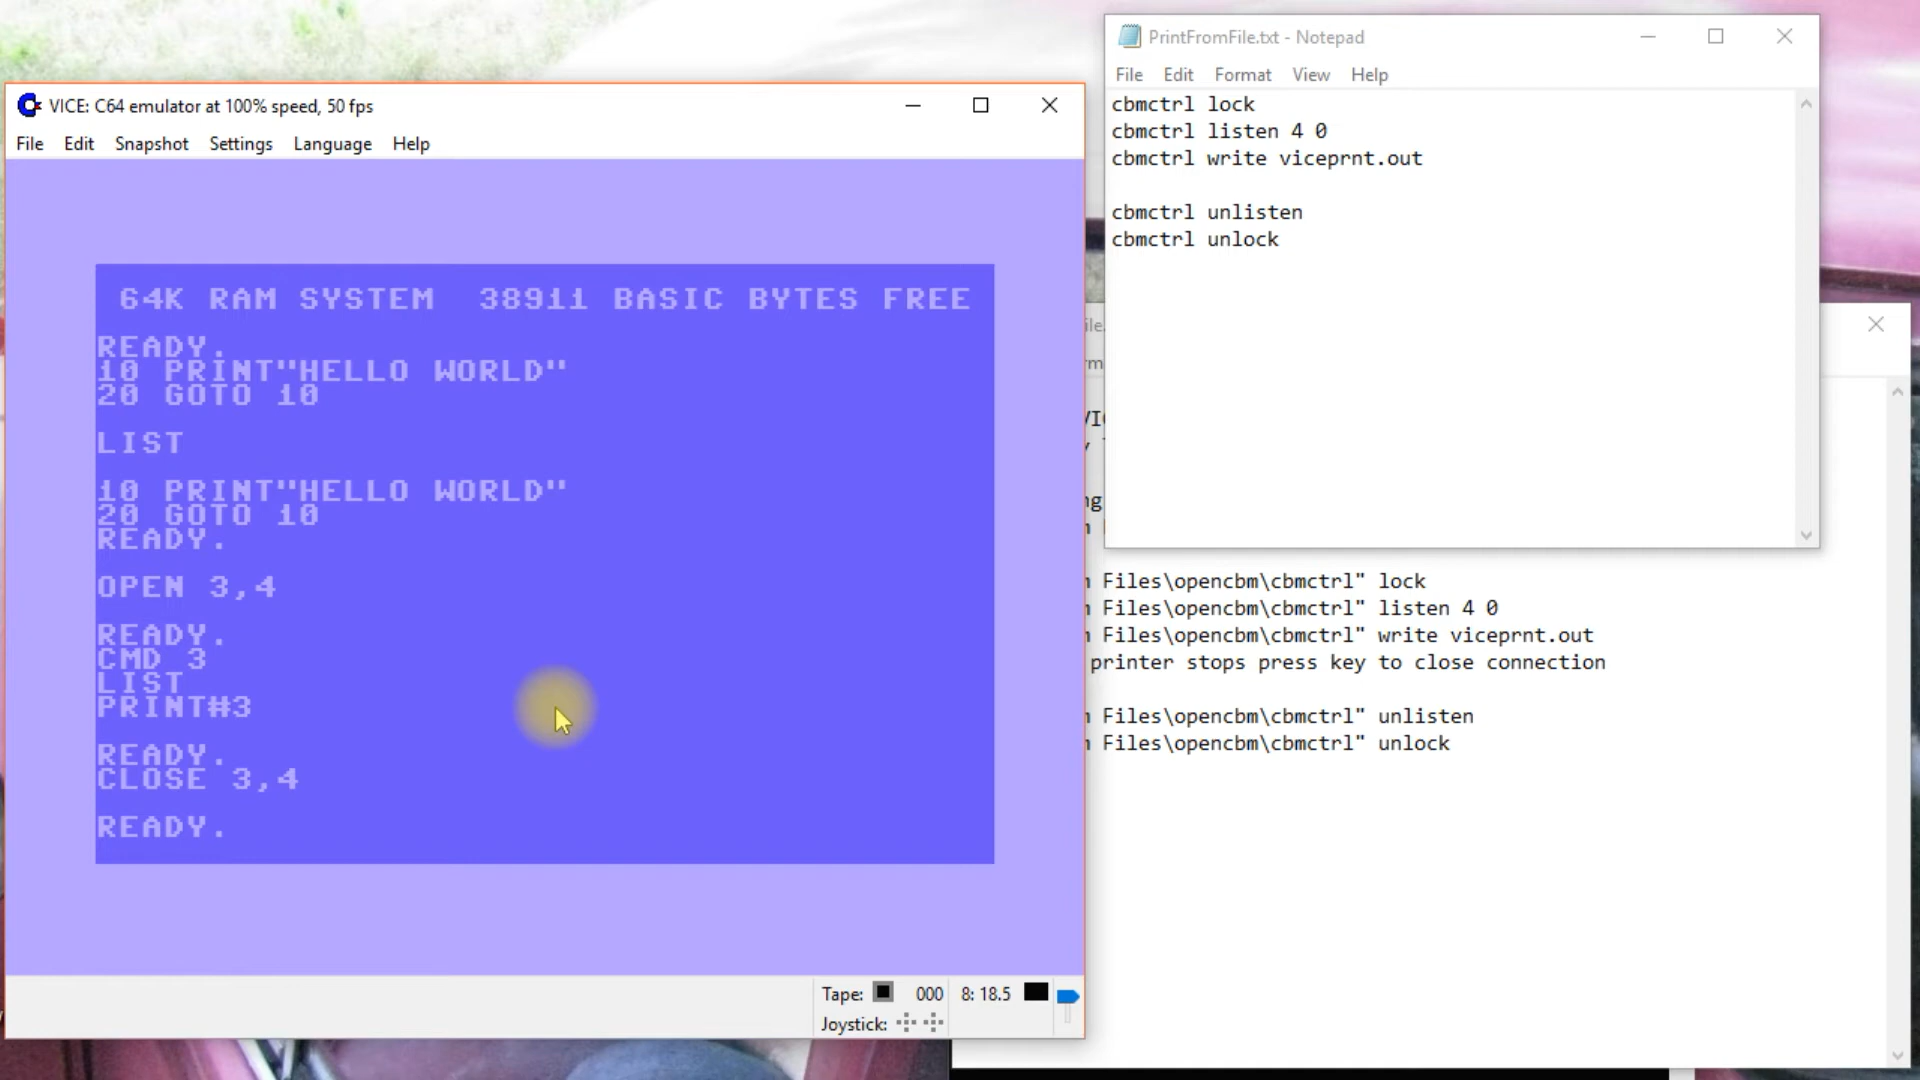 VICE: C64 emulator at 100% speed, 50 fps
File Edit Snapshot Settings Language Help
64K RAM SYSTEM 38911 BASIC BYTES FREE
READY.
10 PRINT"HELLO WORLD"
20 GOTO 10
LIST
10 PRINT"HELLO WORLD"
20 GOTO 10
READY.
OPEN 3,4
READY.
CMD 3
LIST
PRINT#3
READY.
CLOSE 3,4
READY.
Tape: 000 8: 18.5
Joystick:
PrintFromFile.txt - Notepad
File Edit Format View Help
cbmctrl lock
cbmctrl listen 4 0
cbmctrl write viceprnt.out
cbmctrl unlisten
cbmctrl unlock
Files\opencbm\cbmctrl" lock
Files\opencbm\cbmctrl" listen 4 0
Files\opencbm\cbmctrl" write viceprnt.out
printer stops press key to close connection
Files\opencbm\cbmctrl" unlisten
Files\opencbm\cbmctrl" unlock